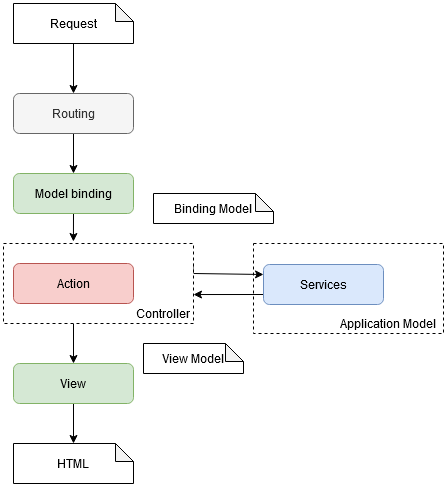 Request
Routing
Model binding
Binding Model
Action
Services
Controller
Application Model
View Model
View
HTML